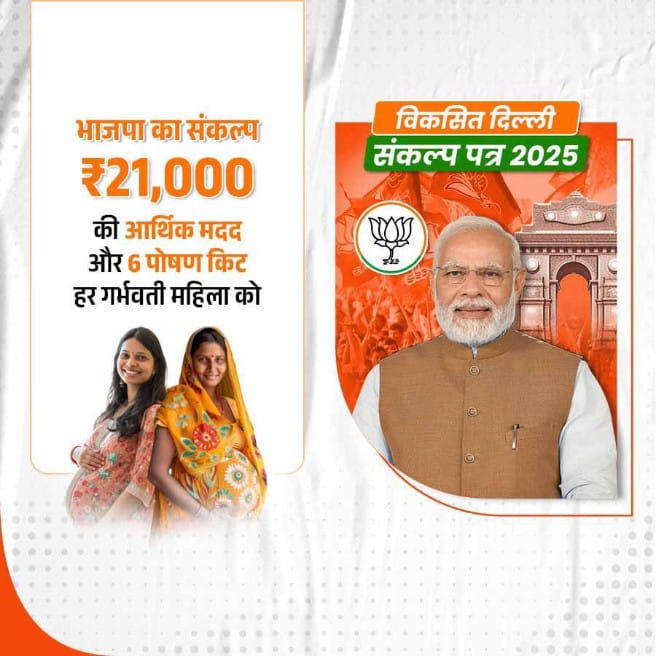 भाजपा का संकल्प
₹21,000
की आर्थिक मदद
और 6 पोषण किट
हर गर्भवती महिला को
विकसित दिल्ली
संकल्प पत्र 2025